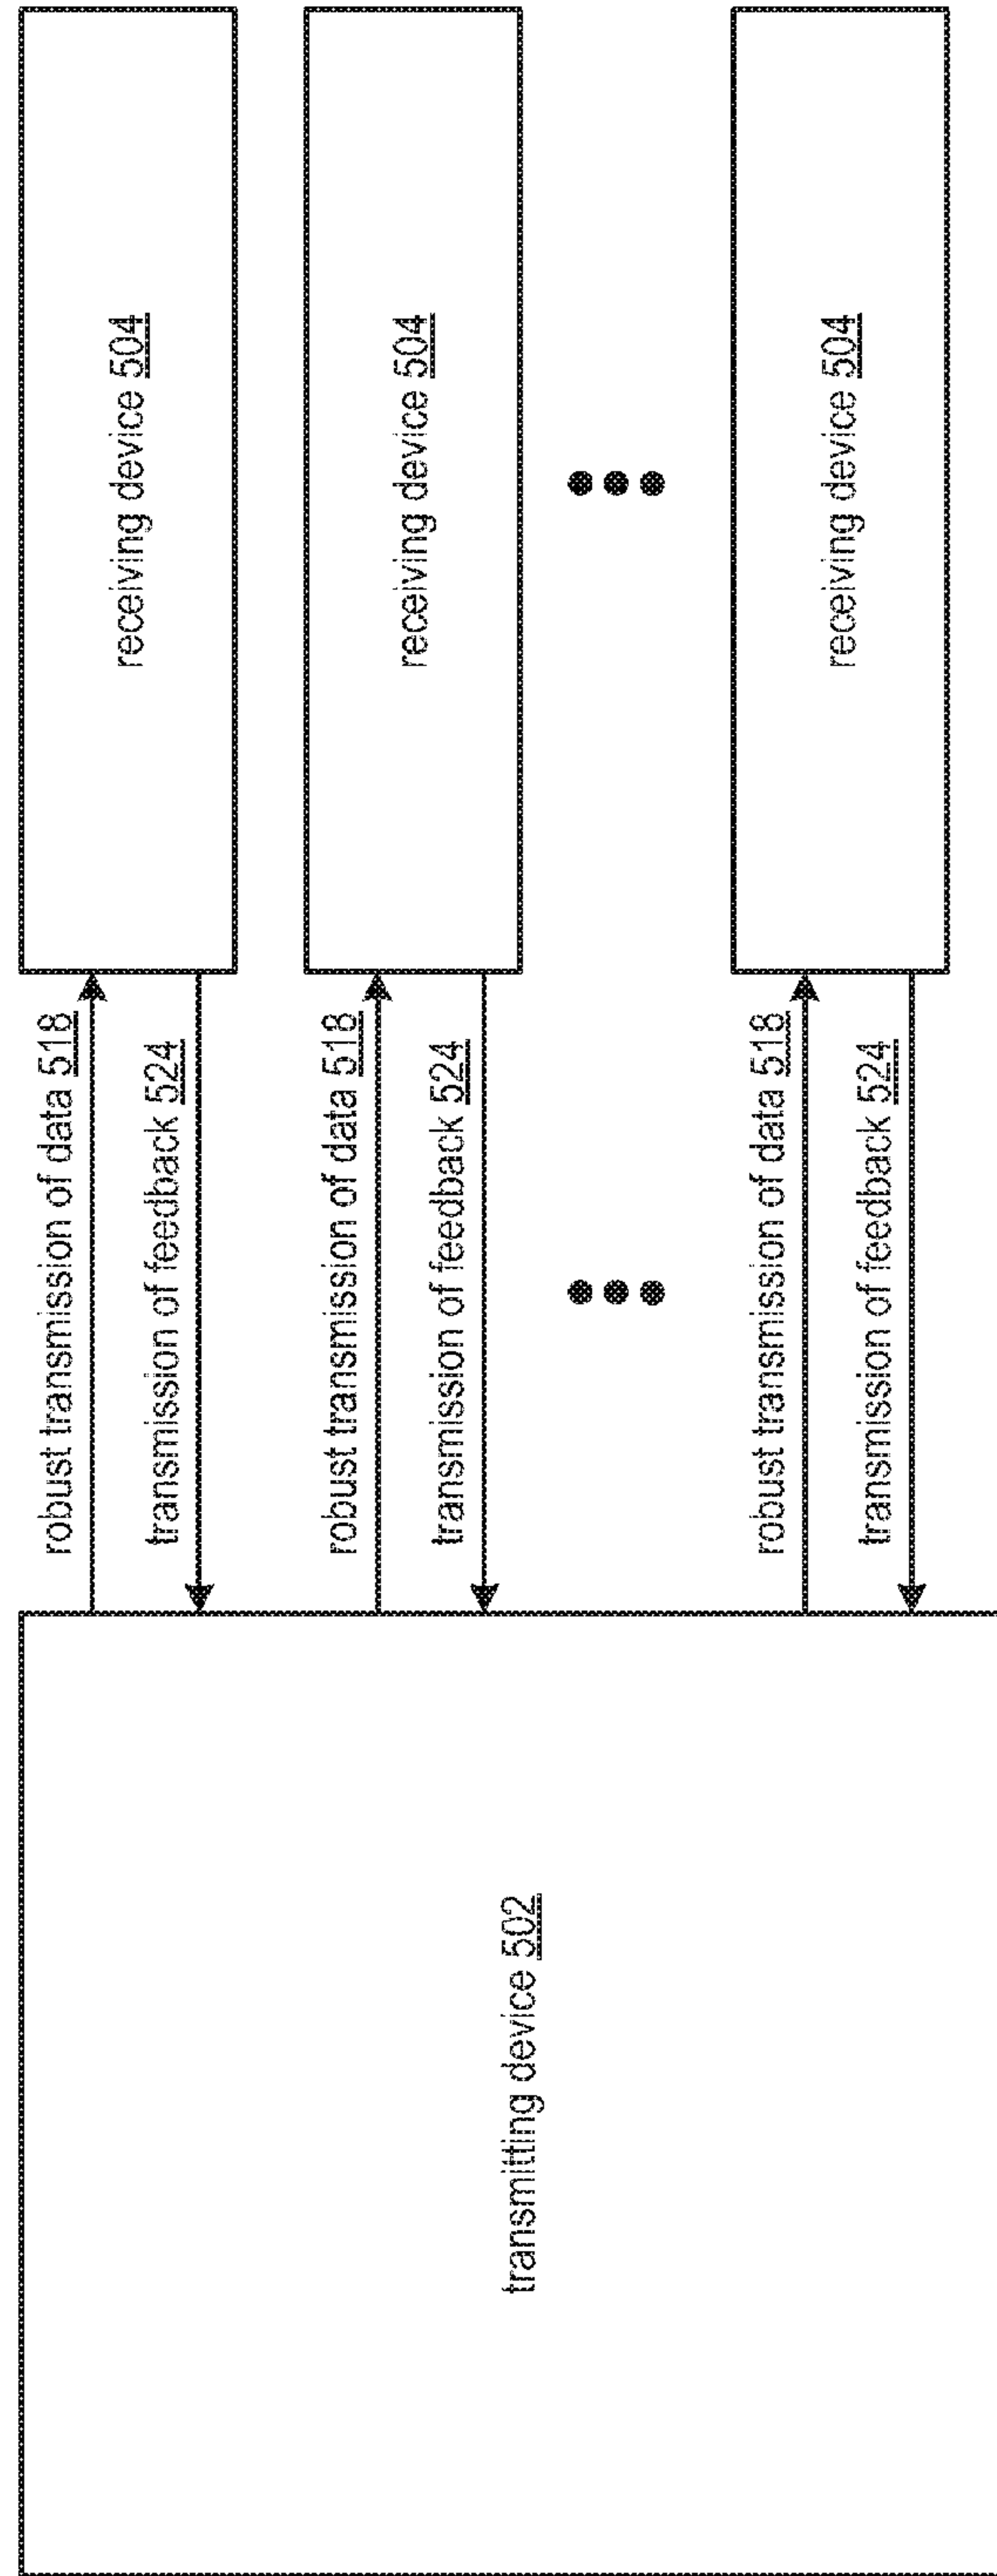 transmitting device 502
robust transmission of data 518
transmission of feedback 524
receiving device 504
robust transmission of data 518
transmission of feedback 524
receiving device 504
robust transmission of data 518
transmission of feedback 524
receiving device 504